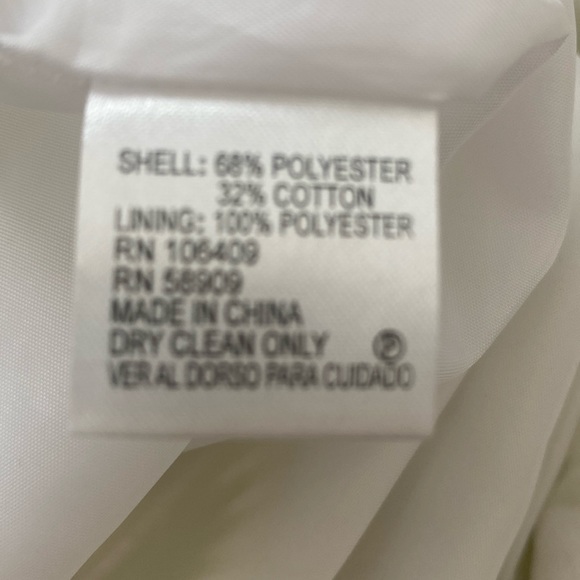 SHELL: 68% POLYESTER
32% COTTON
LINING: 100% POLYESTER
RN 106409
RN 58909
MADE IN CHINA
DRY CLEAN ONLY Ⓟ
VER AL DORSO PARA CUIDADO